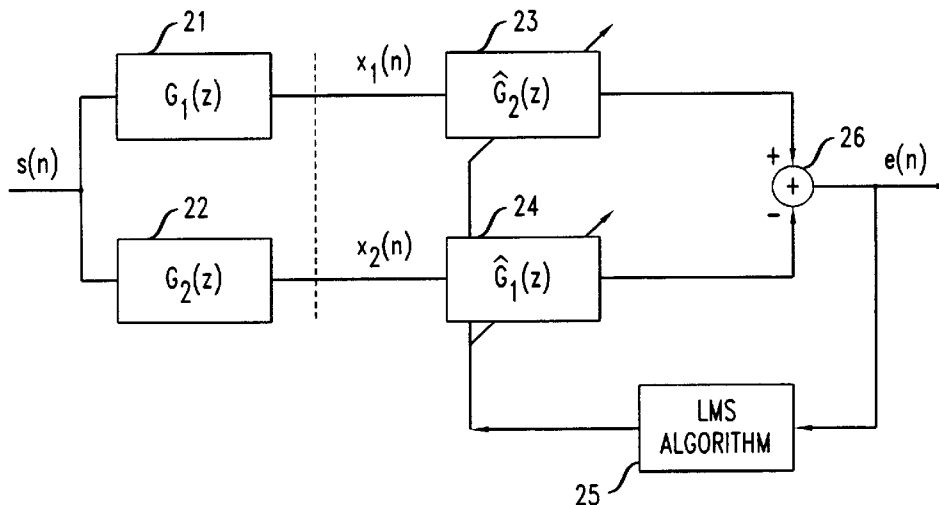 21
G₁(z)
x₁(n)
23
Ĝ₂(z)
s(n)
+
26
+
e(n)
-
22
G₂(z)
x₂(n)
24
Ĝ₁(z)
LMS
ALGORITHM
25